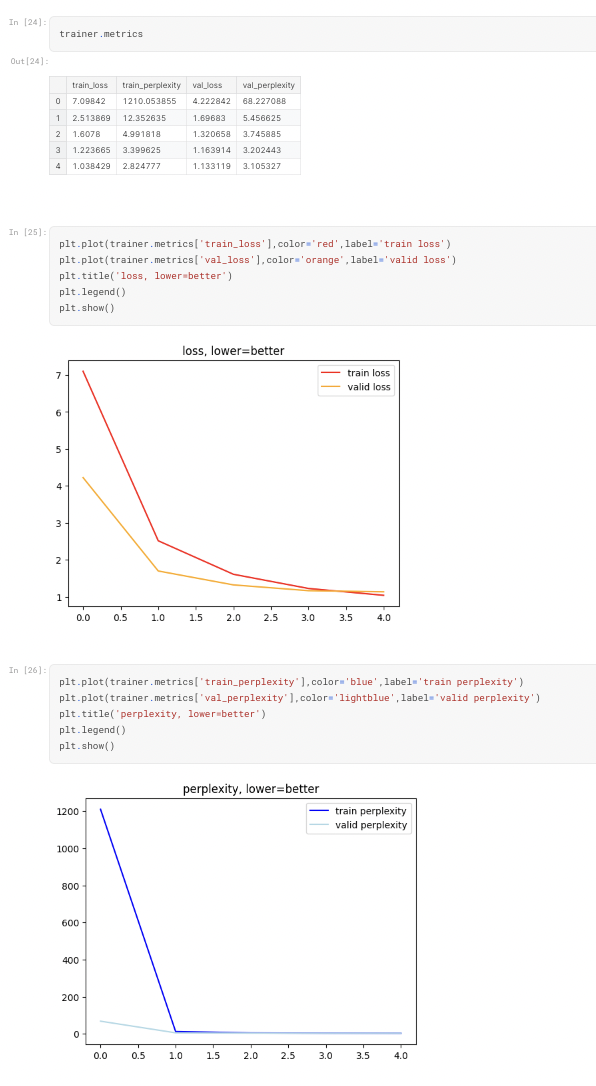 In [24]:
trainer.metrics
Out[24]:
train_loss train_perplexity val_loss val_perplexity
0 7.09842 1210.053855 4.222842 68.227088
1 2.513869 12.352635 1.69683 5.456625
2 1.6078 4.991818 1.320658 3.745885
3 1.223665 3.399625 1.163914 3.202443
4 1.038429 2.824777 1.133119 3.105327
In [25]:
plt.plot(trainer.metrics['train_loss'],color='red',label='train loss')
plt.plot(trainer.metrics['val_loss'],color='orange',label='valid loss')
plt.title('loss, lower=better')
plt.legend()
plt.show()
loss, lower=better
train loss
valid loss
7
6
5
4
3
2
1
0.0 0.5 1.0 1.5 2.0 2.5 3.0 3.5 4.0
In [26]:
plt.plot(trainer.metrics['train_perplexity'],color='blue',label='train perplexity')
plt.plot(trainer.metrics['val_perplexity'],color='lightblue',label='valid perplexity')
plt.title('perplexity, lower=better')
plt.legend()
plt.show()
perplexity, lower=better
train perplexity
valid perplexity
1200
1000
800
600
400
200
0
0.0 0.5 1.0 1.5 2.0 2.5 3.0 3.5 4.0